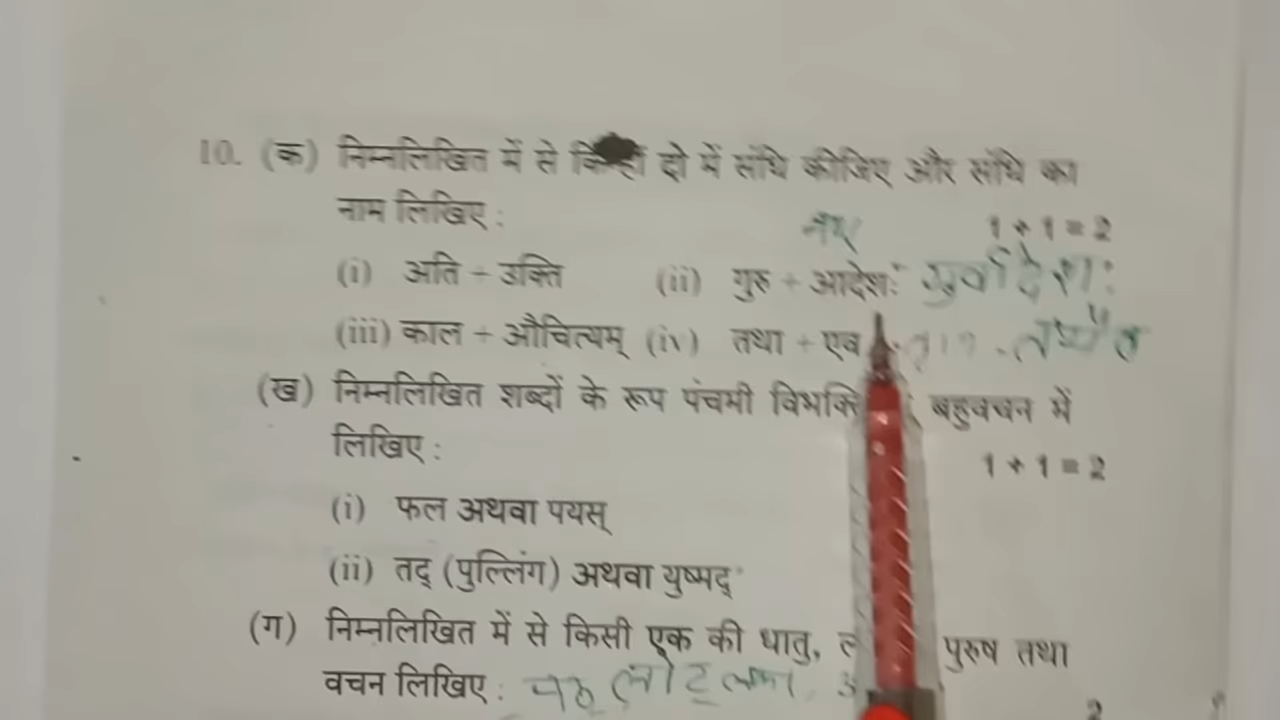 10. (क) निम्नलिखित में से किन्हीं दो में संधि कीजिए और संधि का
नाम लिखिए : 1 + 1 = 2
(i) अति + उक्ति (ii) गुरु + आदेशः गुर्वादेशः
(iii) काल + औचित्यम् (iv) तथा + एव
(ख) निम्नलिखित शब्दों के रूप पंचमी विभक्ति बहुवचन में
लिखिए : 1 + 1 = 2
(i) फल अथवा पयस्
(ii) तद् (पुल्लिंग) अथवा युष्मद्
(ग) निम्नलिखित में से किसी एक की धातु, पुरुष तथा
वचन लिखिए : लोट्
2